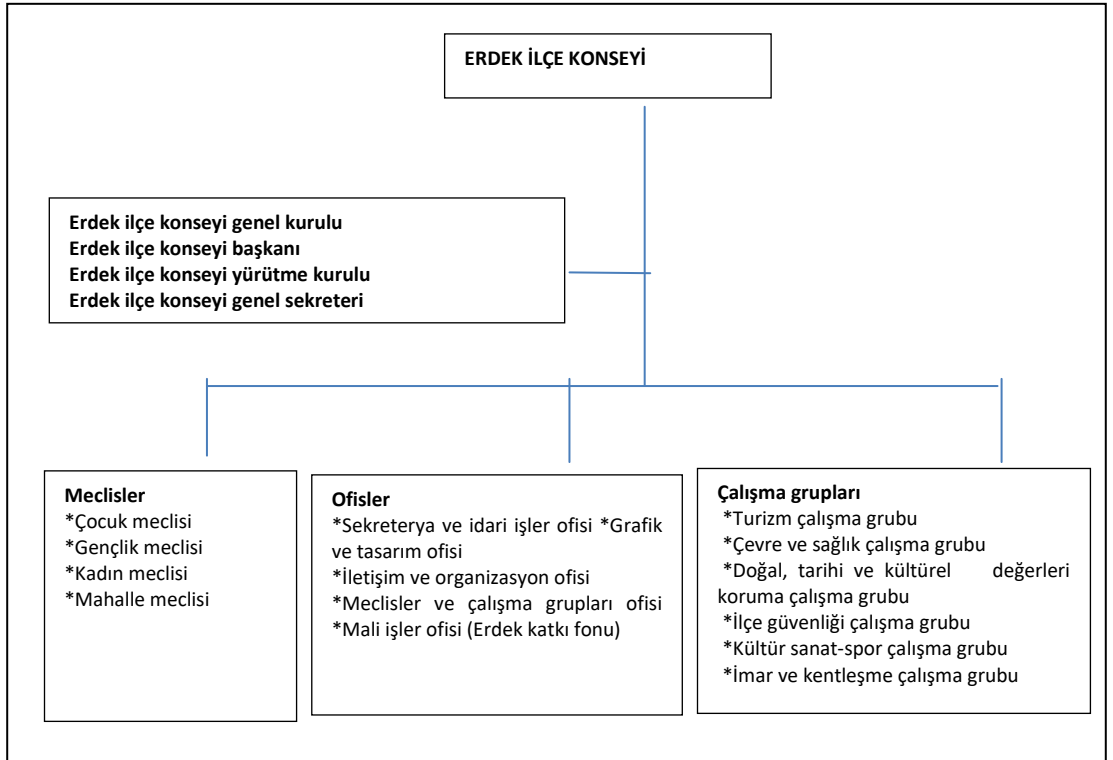 ERDEK İLÇE KONSEYİ
Erdek ilçe konseyi genel kurulu
Erdek ilçe konseyi başkanı
Erdek ilçe konseyi yürütme kurulu
Erdek ilçe konseyi genel sekreteri
Meclisler
*Çocuk meclisi
*Gençlik meclisi
*Kadın meclisi
*Mahalle meclisi
Ofisler
*Sekreterya ve idari işler ofisi *Grafik
ve tasarım ofisi
*İletişim ve organizasyon ofisi
*Meclisler ve çalışma grupları ofisi
*Mali işler ofisi (Erdek katkı fonu)
Çalışma grupları
*Turizm çalışma grubu
*Çevre ve sağlık çalışma grubu
*Doğal, tarihi ve kültürel değerleri
koruma çalışma grubu
*İlçe güvenliği çalışma grubu
*Kültür sanat-spor çalışma grubu
*İmar ve kentleşme çalışma grubu